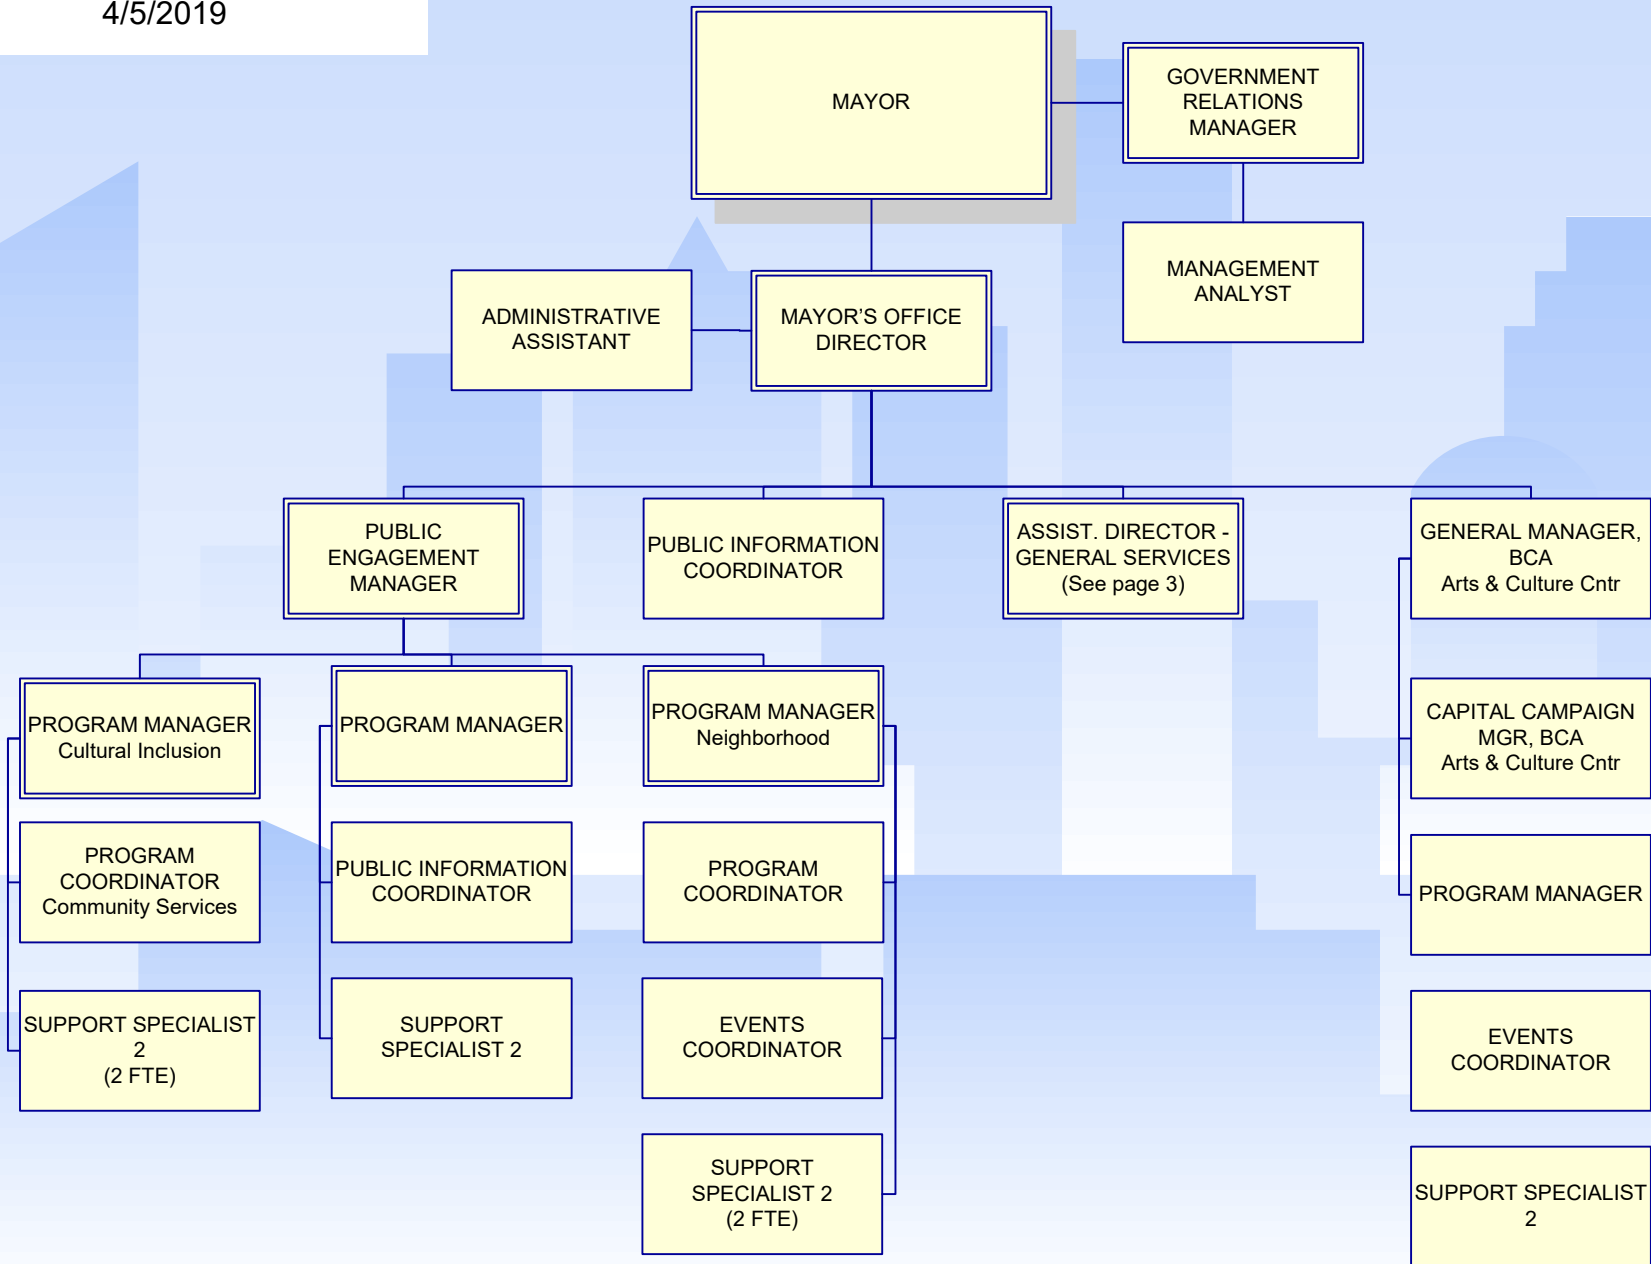 4/5/2019
MAYOR
GOVERNMENT
RELATIONS
MANAGER
MANAGEMENT
ANALYST
ADMINISTRATIVE
ASSISTANT
MAYOR’S OFFICE
DIRECTOR
PUBLIC
ENGAGEMENT
MANAGER
PUBLIC INFORMATION
COORDINATOR
ASSIST. DIRECTOR -
GENERAL SERVICES
(See page 3)
GENERAL MANAGER,
BCA
Arts & Culture Cntr
PROGRAM MANAGER
Cultural Inclusion
PROGRAM MANAGER
PROGRAM MANAGER
Neighborhood
CAPITAL CAMPAIGN
MGR, BCA
Arts & Culture Cntr
PROGRAM
COORDINATOR
Community Services
PUBLIC INFORMATION
COORDINATOR
PROGRAM
COORDINATOR
PROGRAM MANAGER
SUPPORT SPECIALIST
2
(2 FTE)
SUPPORT
SPECIALIST 2
EVENTS
COORDINATOR
EVENTS
COORDINATOR
SUPPORT
SPECIALIST 2
(2 FTE)
SUPPORT SPECIALIST
2